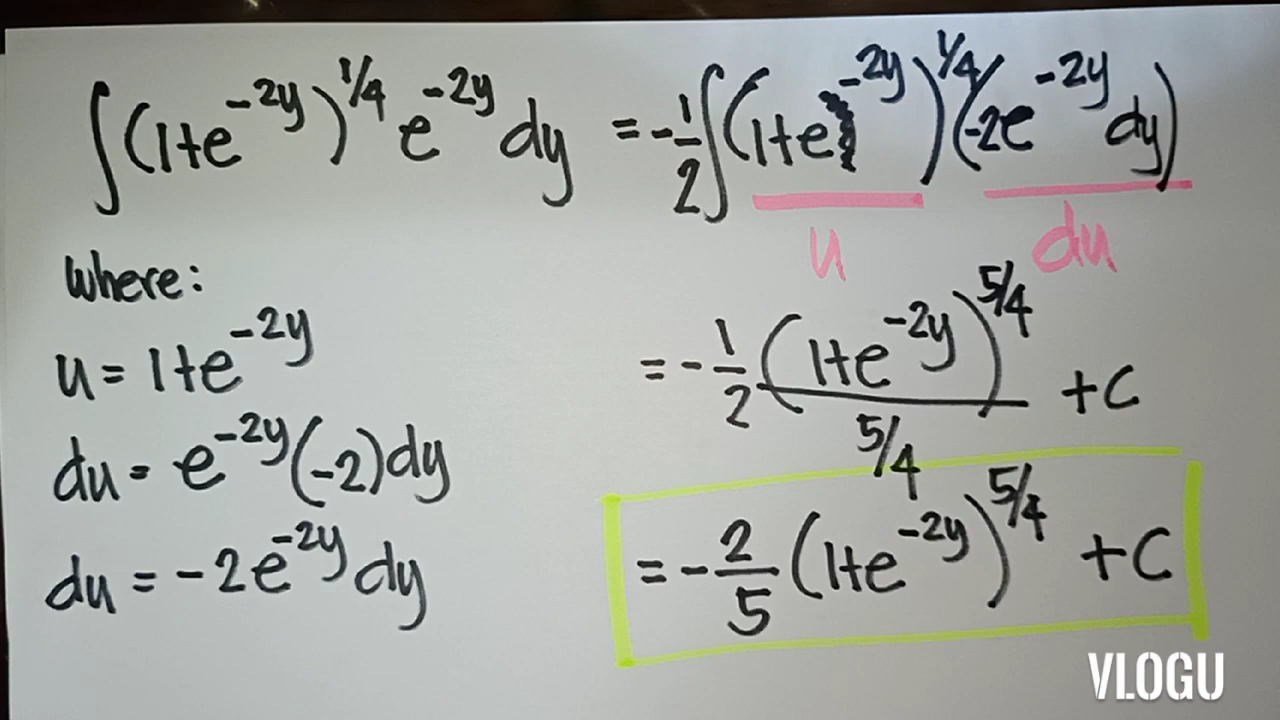 ∫(1+e^-2y)^1/4 e^-2y dy = -1/2 ∫(1+e^-2y)^1/4 (-2e^-2y dy)
u du
where:
u = 1+e^-2y
du = e^-2y (-2)dy
du = -2e^-2y dy
= -1/2 (1+e^-2y)^5/4 / 5/4 + C
= -2/5 (1+e^-2y)^5/4 + C
VLOGU